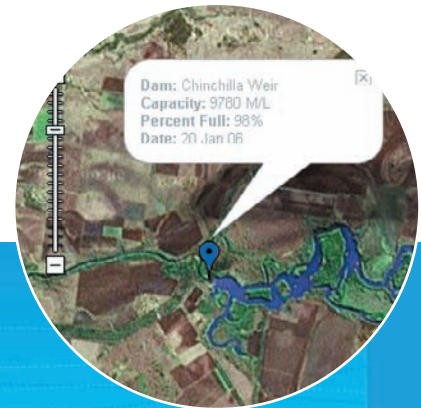 Dam: Chinchilla Weir
Capacity: 9780 M/L
Percent Full: 98%
Date: 20 Jan 06